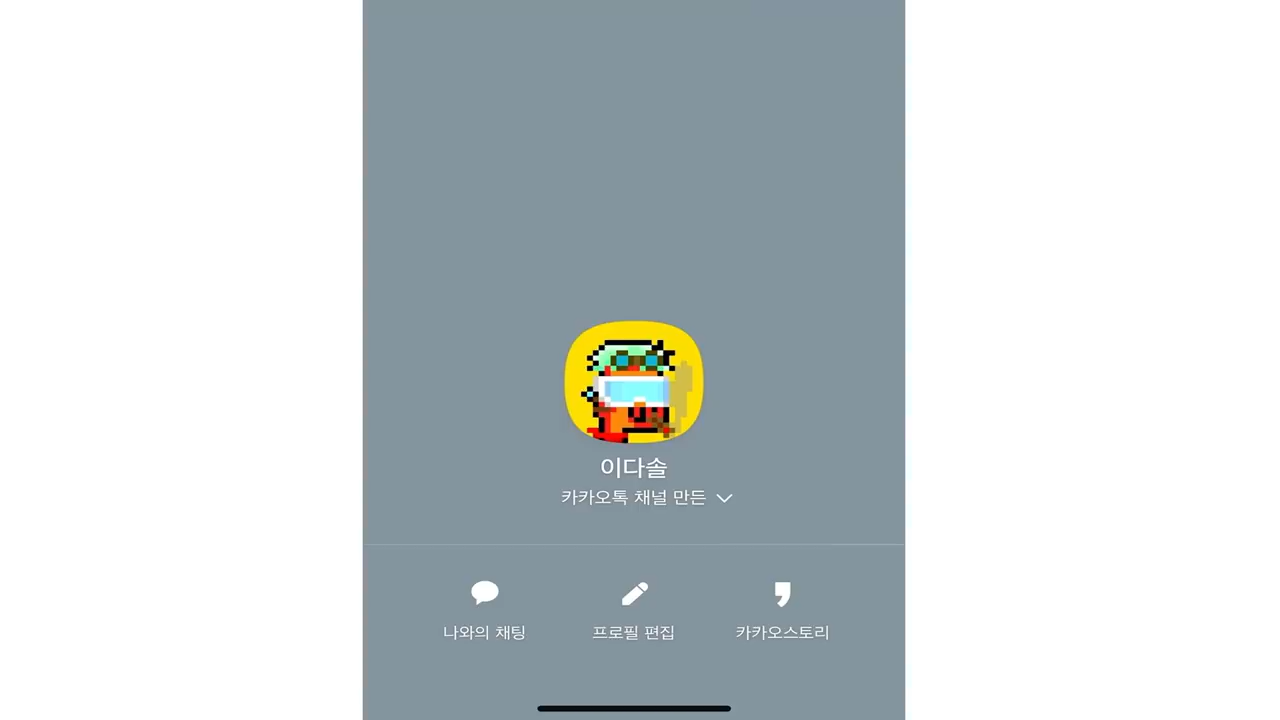 이다솔
카카오톡 채널 만든
나와의 채팅
프로필 편집
카카오스토리